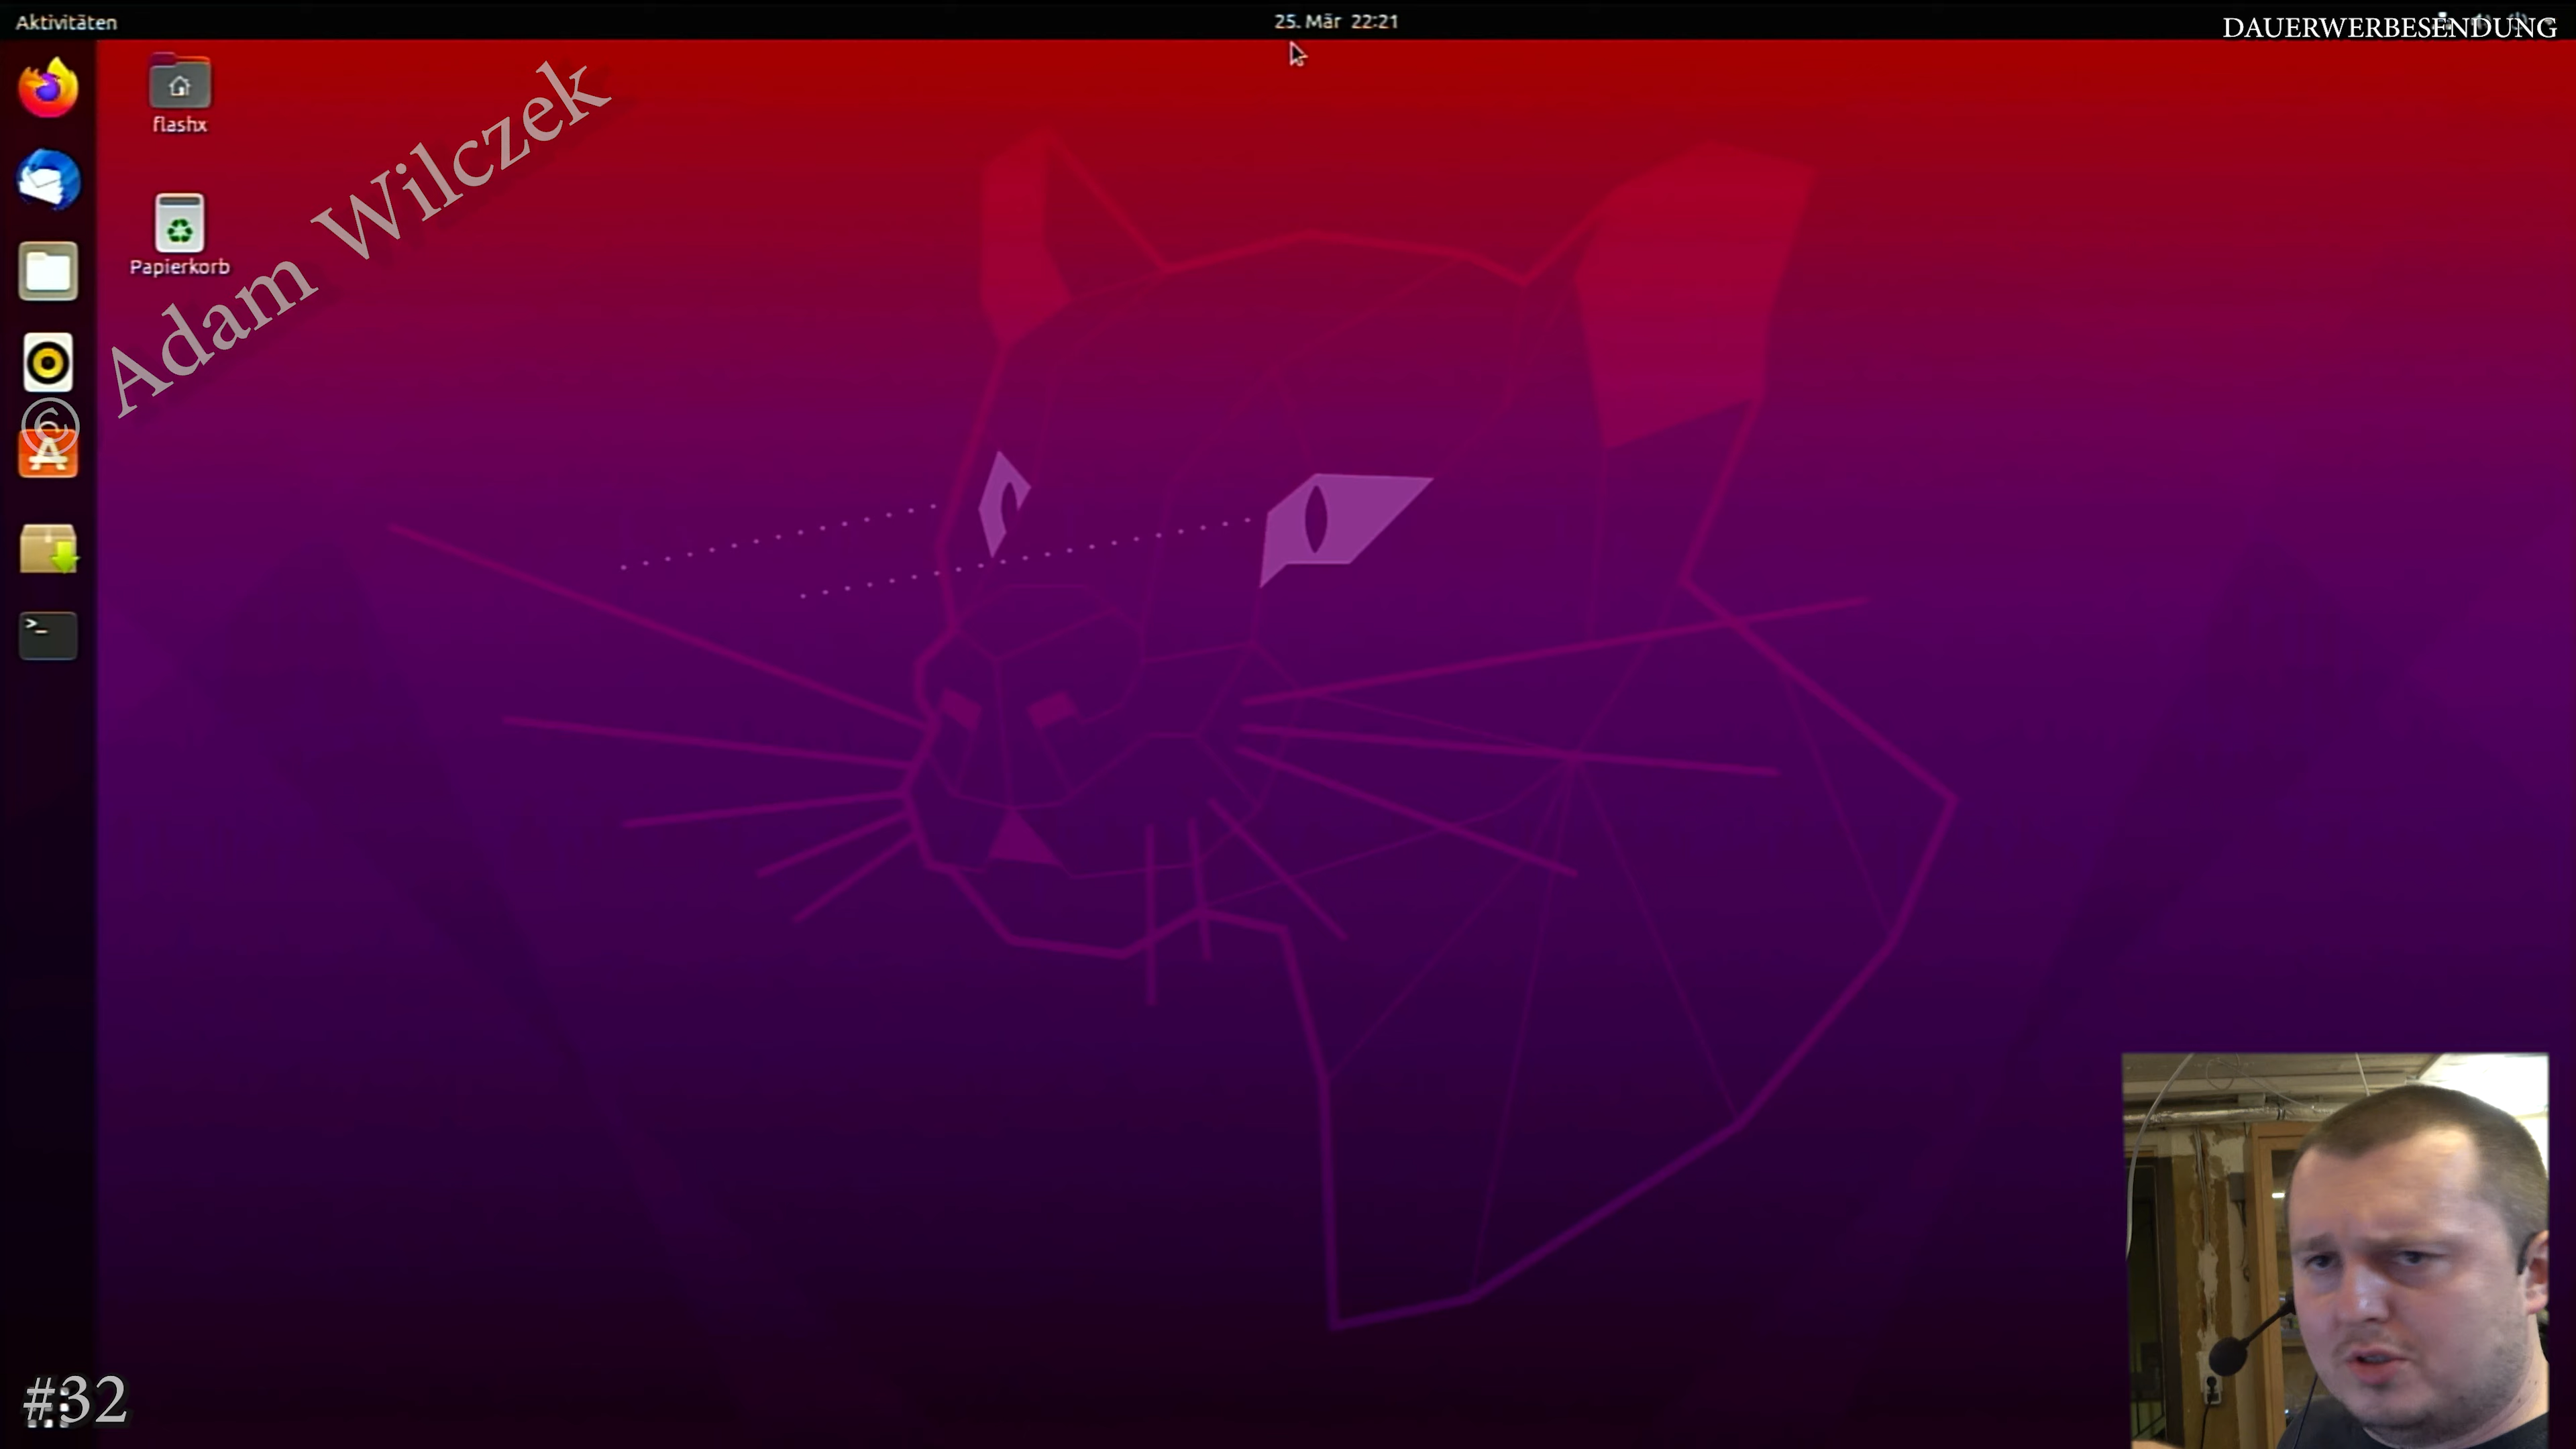 Aktivitäten
25. Mär 22:21
DAUERWERBESENDUNG
flashx
Papierkorb
© Adam Wilczek
>_
#32